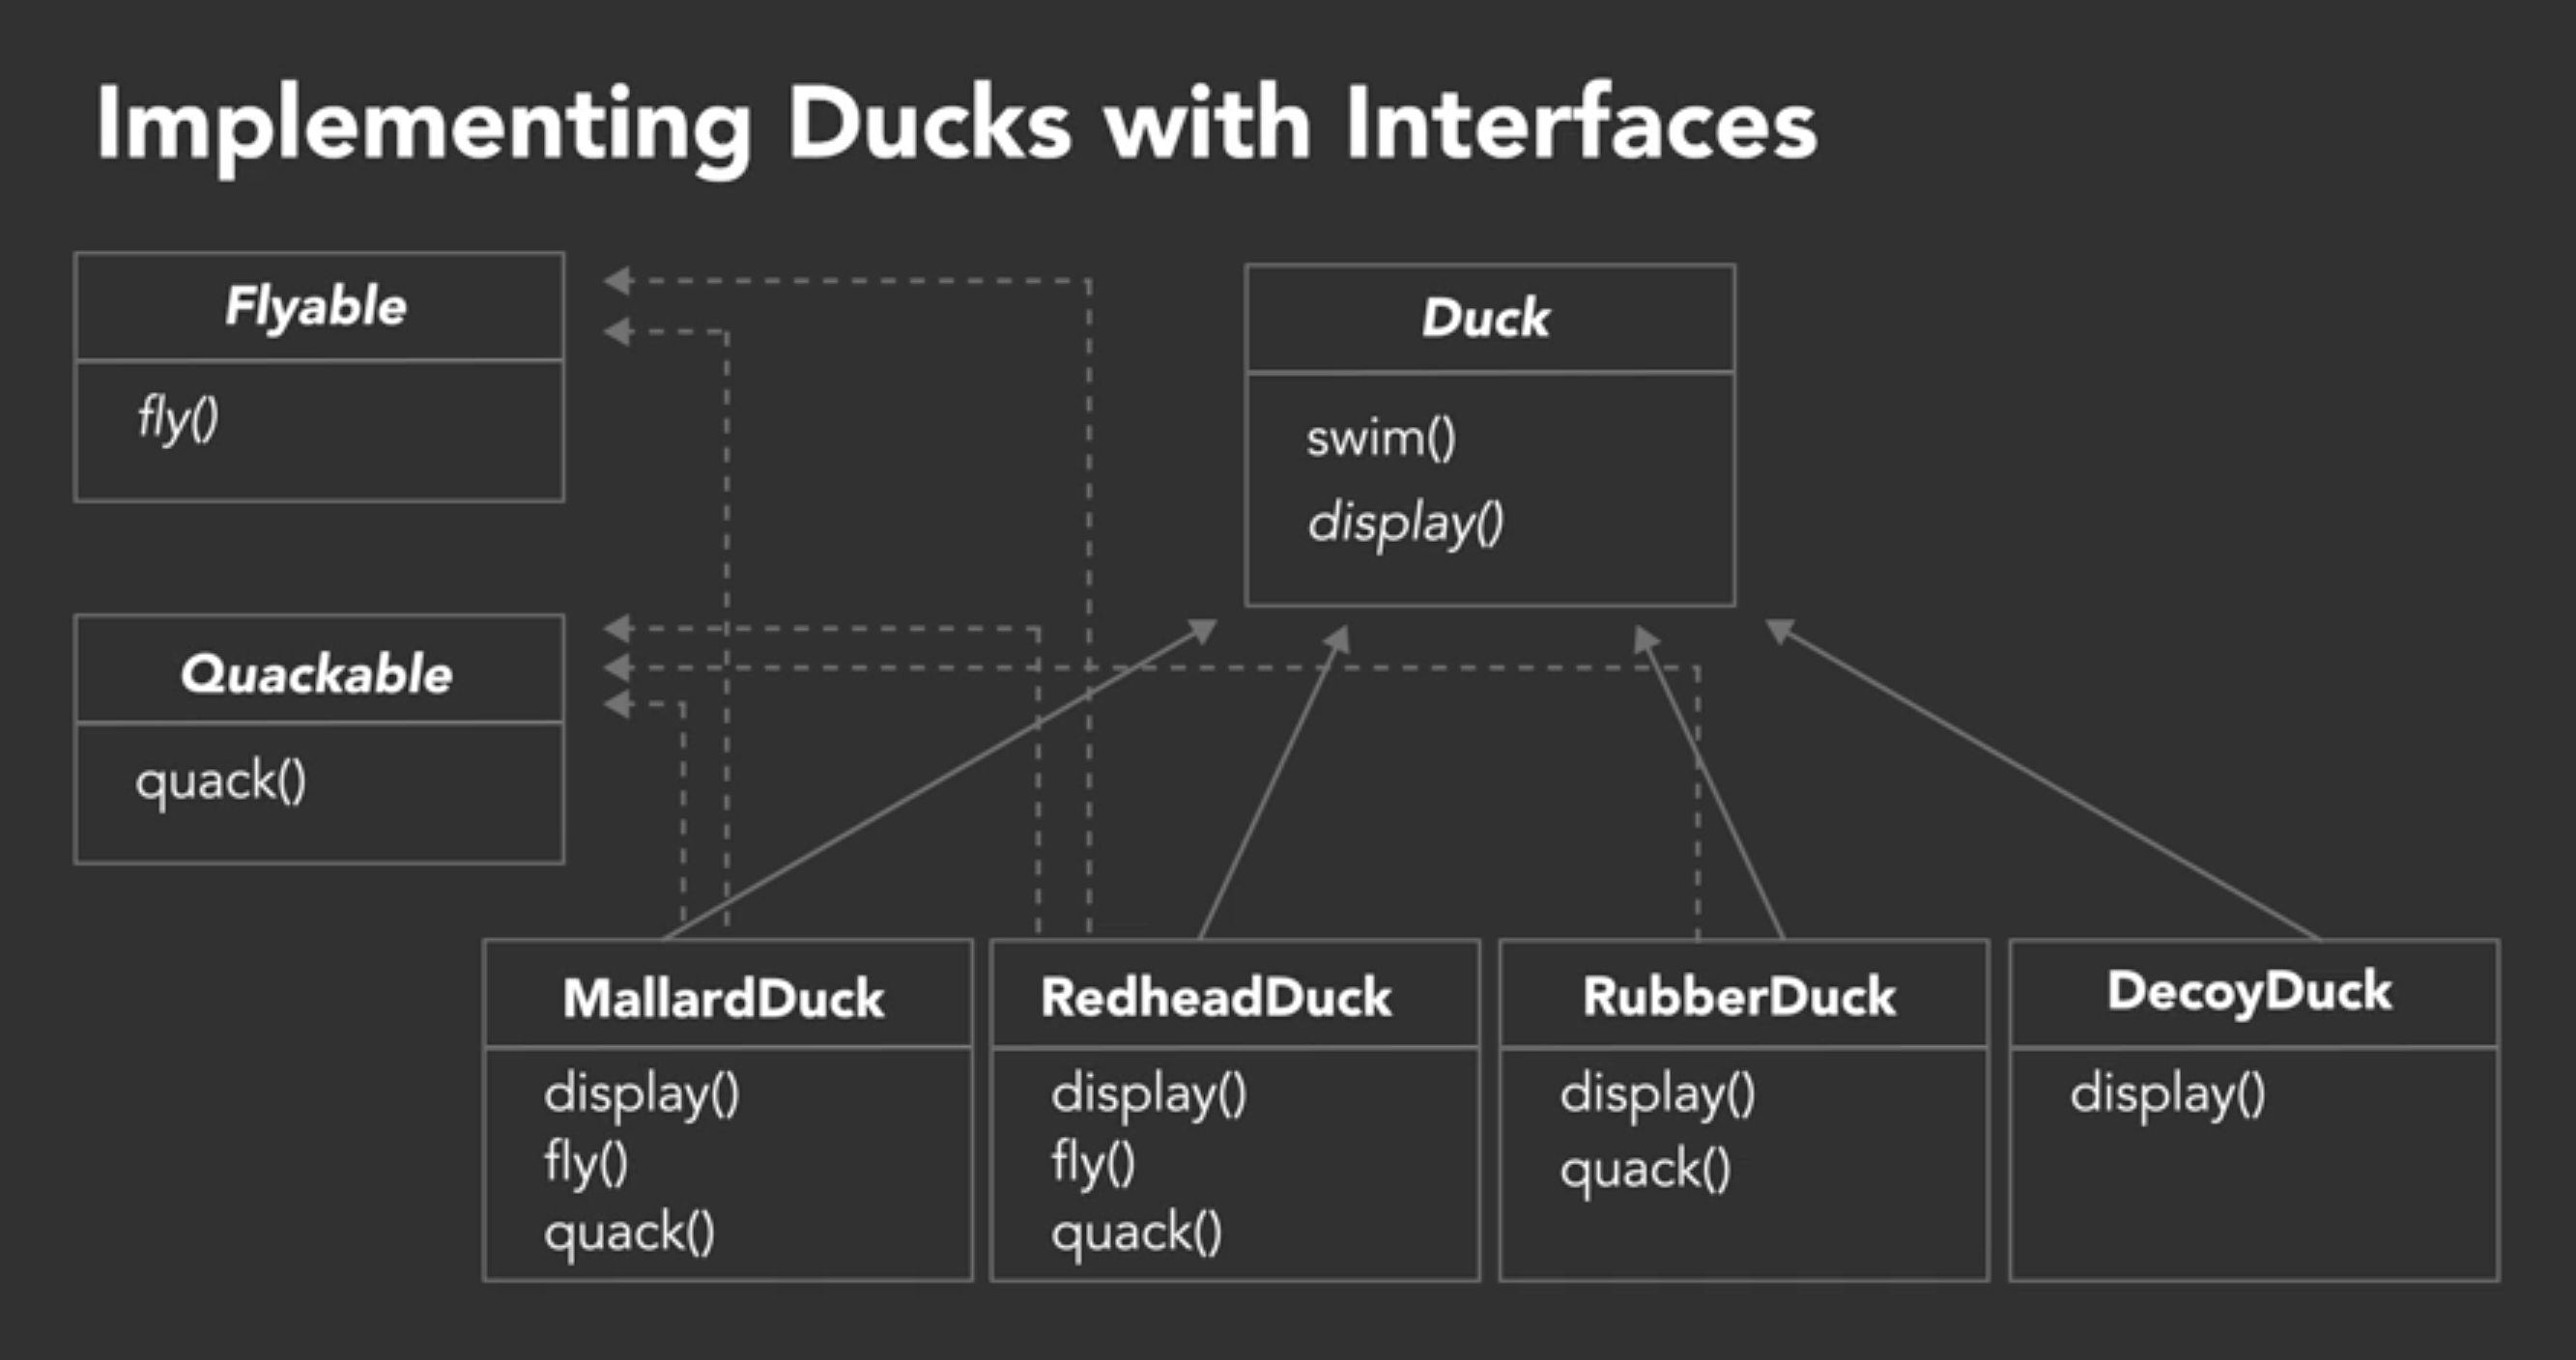 Implementing Ducks with Interfaces
Flyable
fly()
Duck
swim()
display()
Quackable
quack()
MallardDuck
display()
fly()
quack()
RedheadDuck
display()
fly()
quack()
RubberDuck
display()
quack()
DecoyDuck
display()